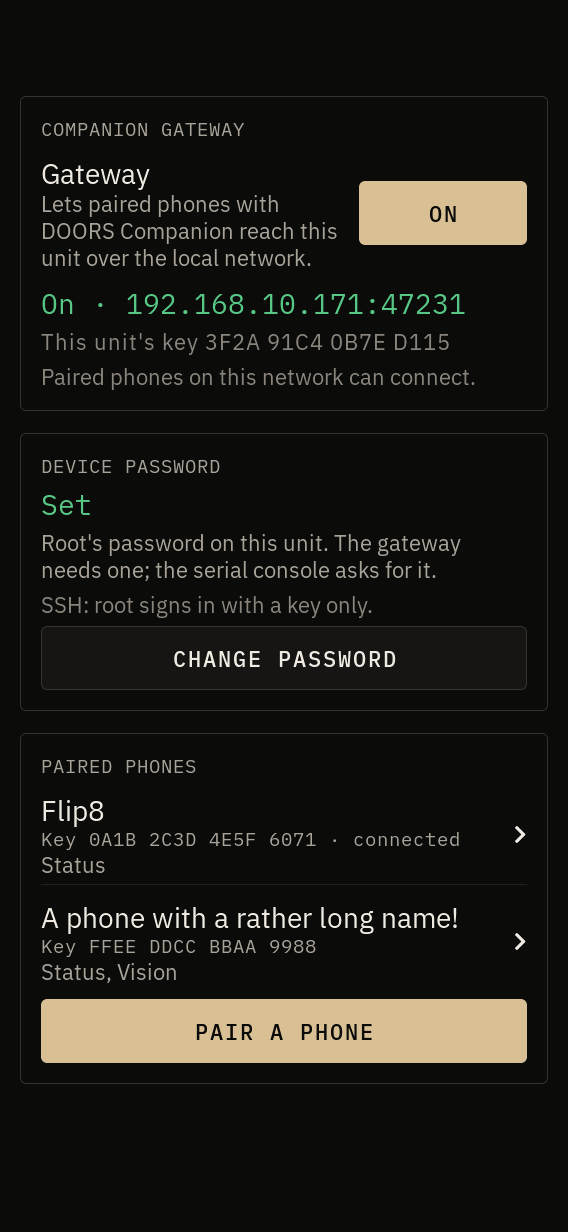 COMPANION GATEWAY
Gateway
Lets paired phones with
DOORS Companion reach this
unit over the local network.
ON
On · 192.168.10.171:47231
This unit's key 3F2A 91C4 0B7E D115
Paired phones on this network can connect.
DEVICE PASSWORD
Set
Root's password on this unit. The gateway
needs one; the serial console asks for it.
SSH: root signs in with a key only.
CHANGE PASSWORD
PAIRED PHONES
Flip8
Key 0A1B 2C3D 4E5F 6071 · connected
Status
A phone with a rather long name!
Key FFEE DDCC BBAA 9988
Status, Vision
PAIR A PHONE